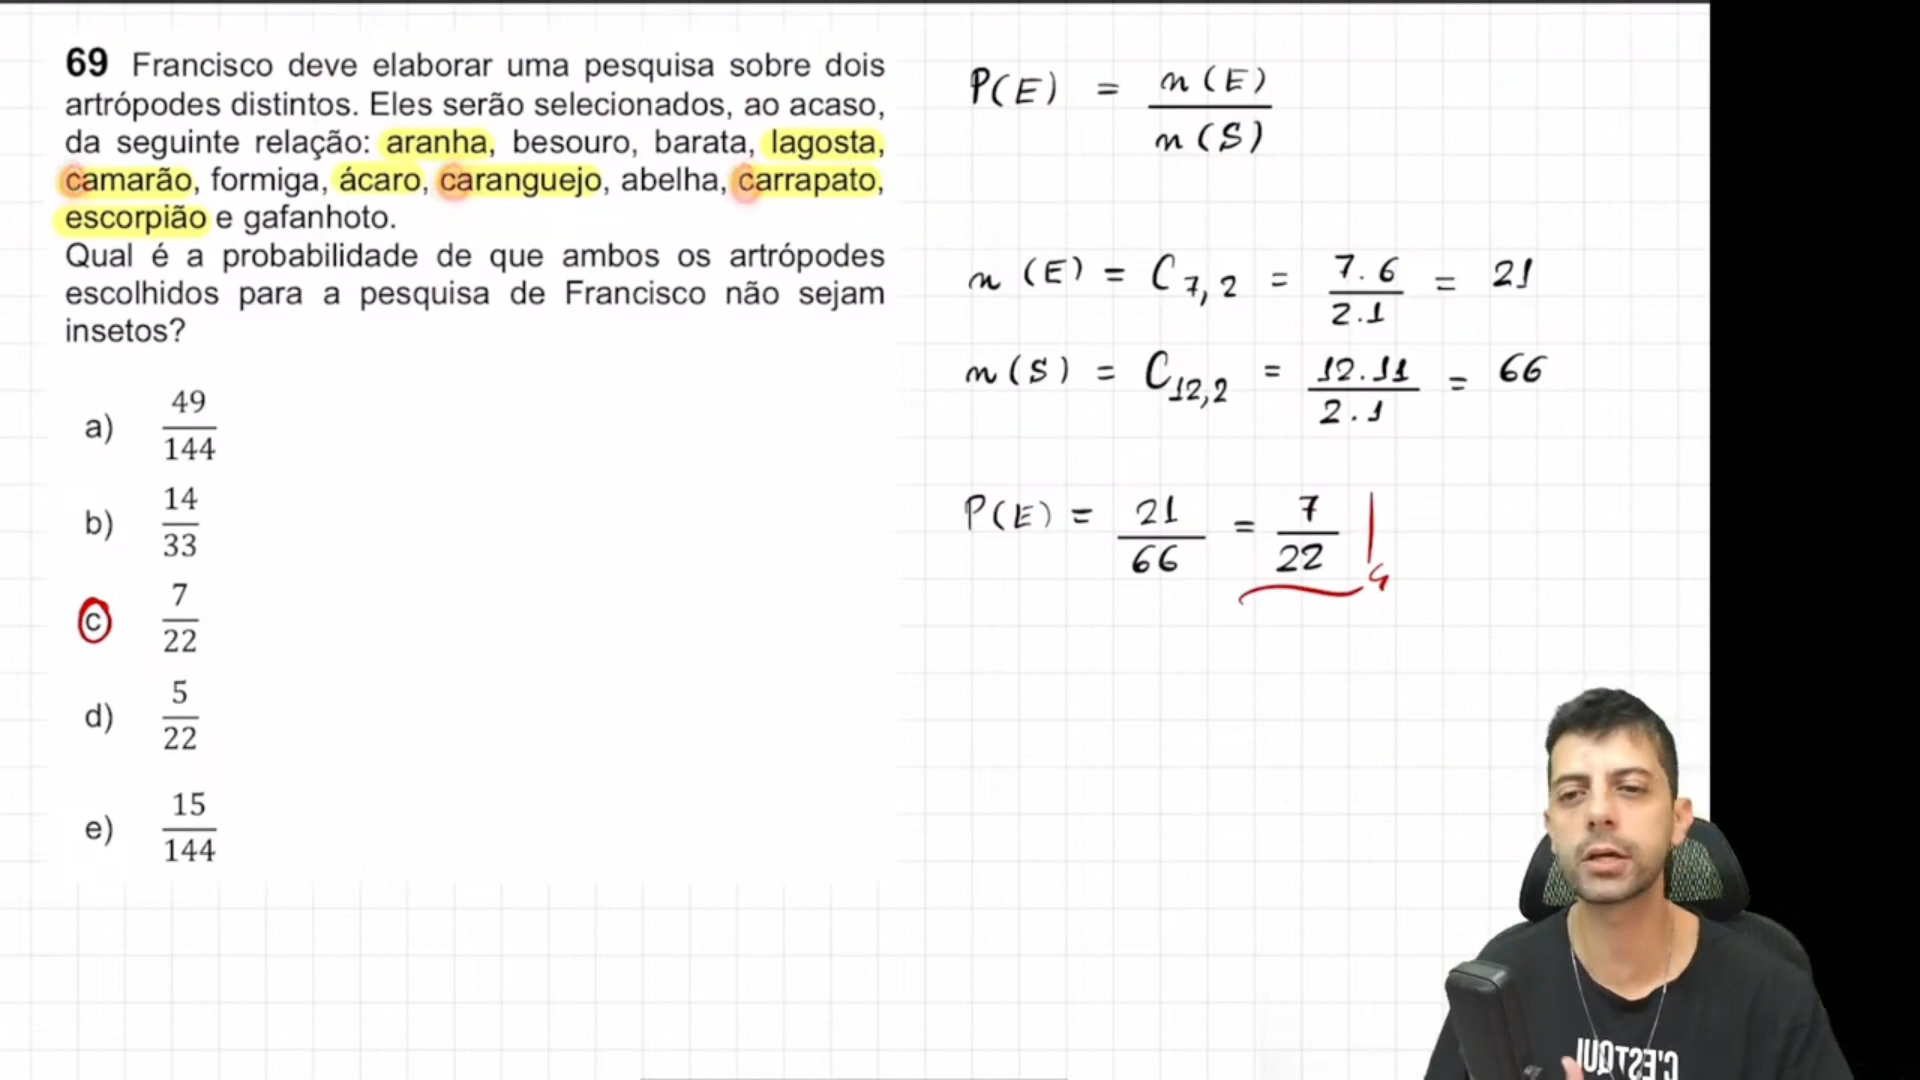 69 Francisco deve elaborar uma pesquisa sobre dois
artrópodes distintos. Eles serão selecionados, ao acaso,
da seguinte relação: aranha, besouro, barata, lagosta,
camarão, formiga, ácaro, caranguejo, abelha, carrapato,
escorpião e gafanhoto.
Qual é a probabilidade de que ambos os artrópodes
escolhidos para a pesquisa de Francisco não sejam
insetos?
a) 49/144
b) 14/33
c) 7/22
d) 5/22
e) 15/144
P(E) = n(E)/n(S)
n(E) = C7,2 = 7.6/2.1 = 21
n(S) = C12,2 = 12.11/2.1 = 66
P(E) = 21/66 = 7/22
C'ESTQUI